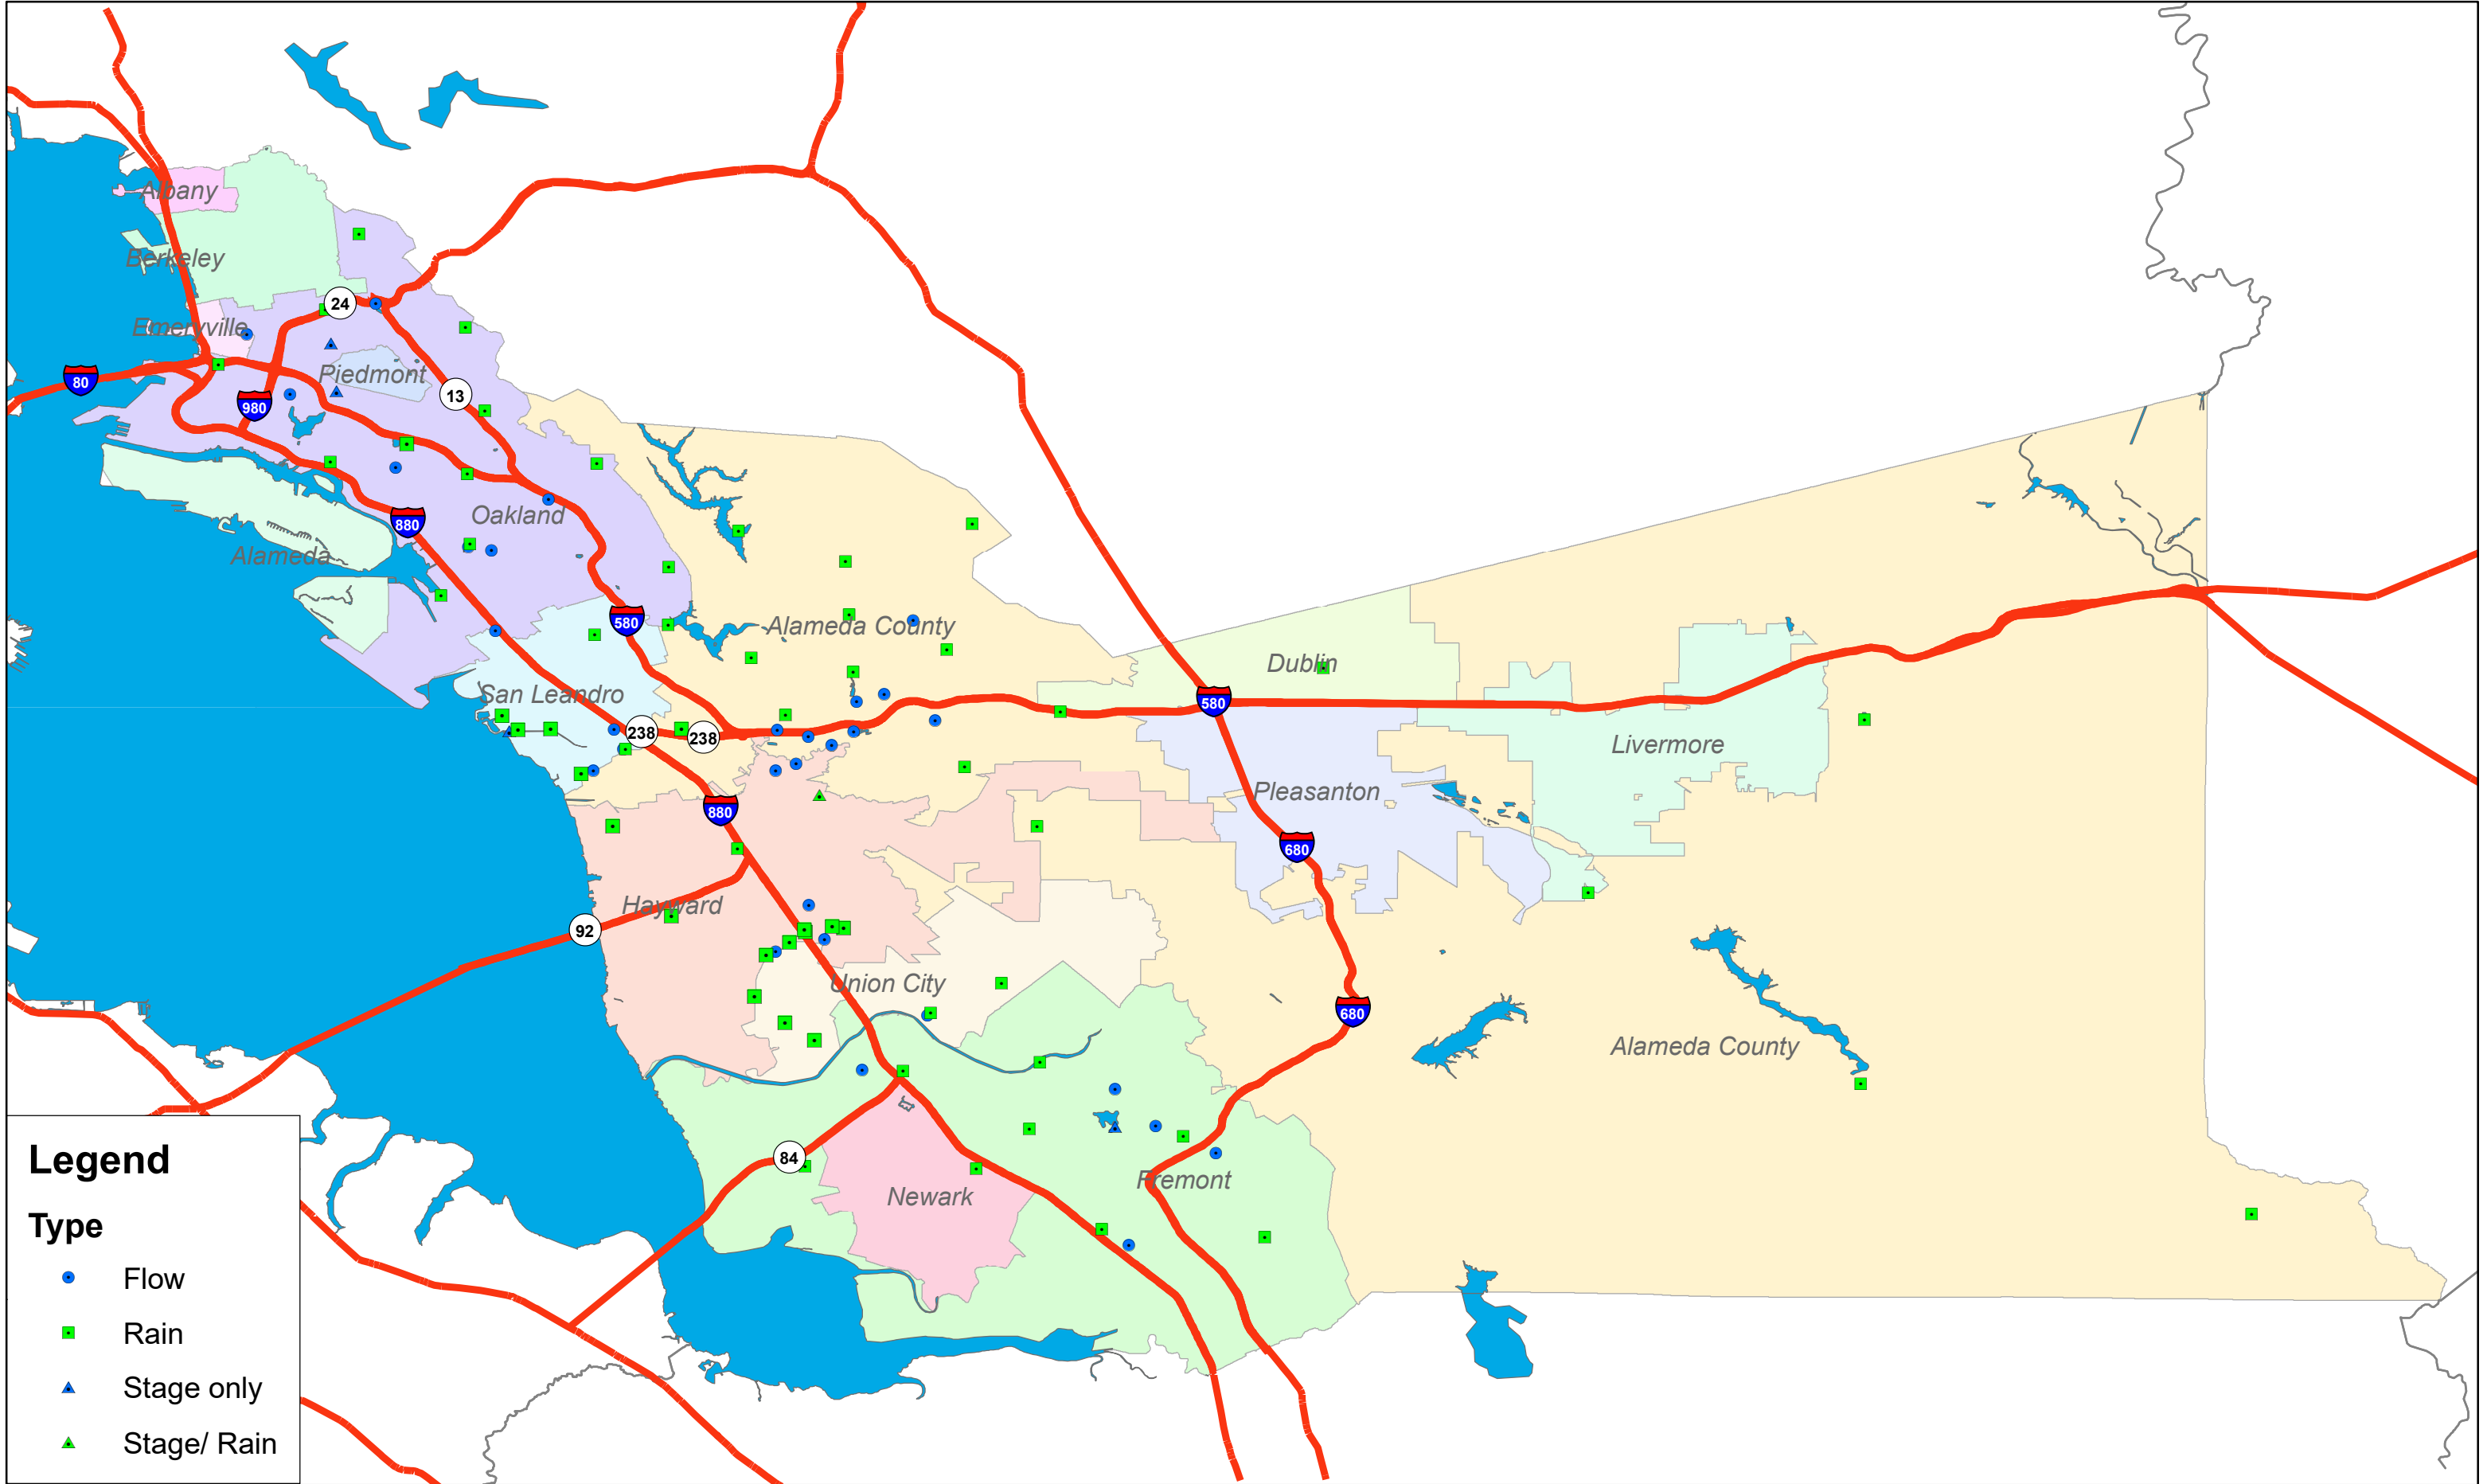 Albany
Berkeley
24
Emeryville
80
Piedmont
980
13
Oakland
880
Alameda
580
Alameda County
Dublin
San Leandro
580
238
238
Livermore
Pleasanton
880
680
Hayward
92
Union City
680
Alameda County
84
Fremont
Newark
Legend
Type
Flow
Rain
Stage only
Stage/ Rain